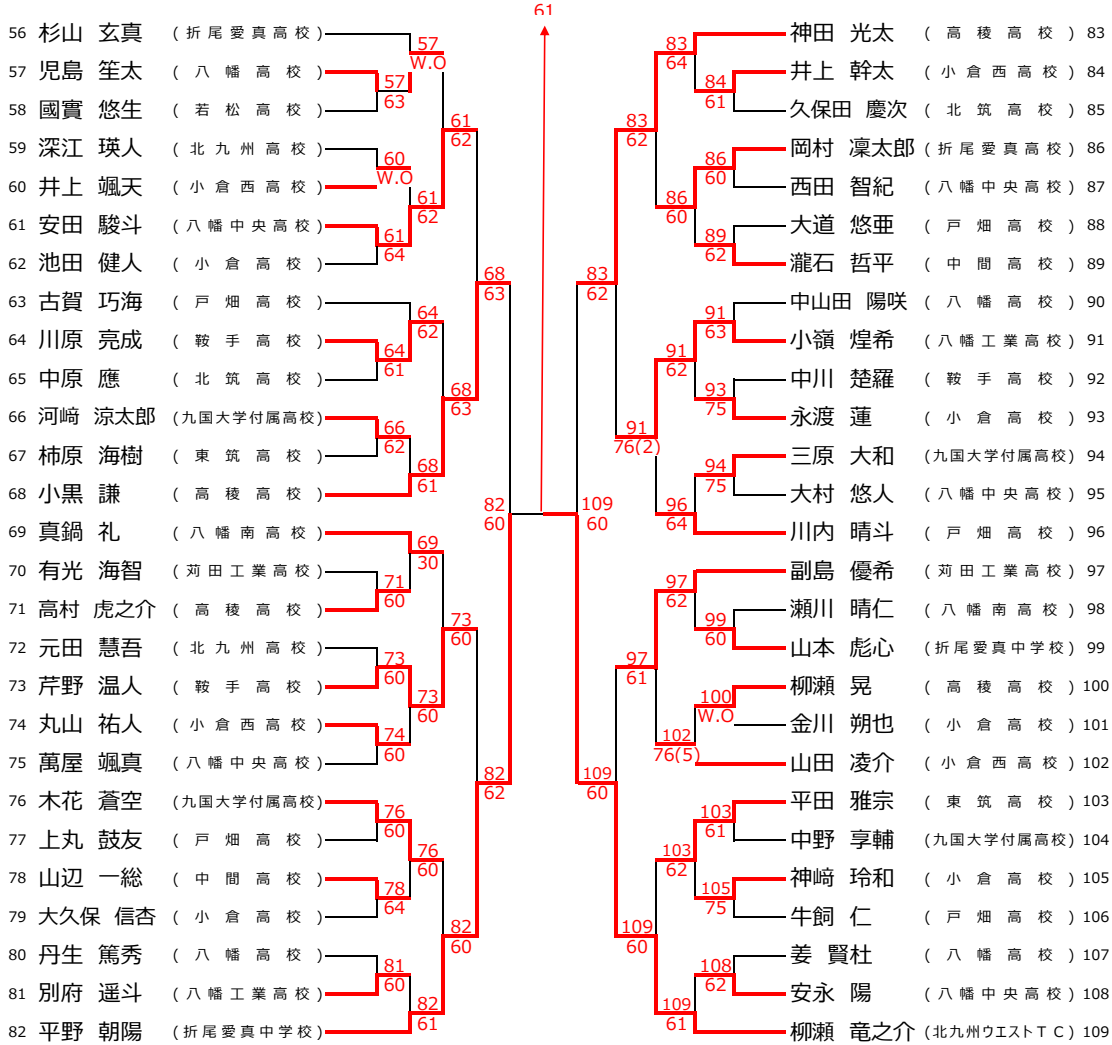 61
56 杉山 玄真 (折尾愛真高校)
57 児島 笙太 (八幡高校)
58 國實 悠生 (若松高校)
59 深江 瑛人 (北九州高校)
60 井上 颯天 (小倉西高校)
61 安田 駿斗 (八幡中央高校)
62 池田 健人 (小倉高校)
63 古賀 巧海 (戸畑高校)
64 川原 亮成 (鞍手高校)
65 中原 應 (北筑高校)
66 河﨑 涼太郎 (九国大学付属高校)
67 柿原 海樹 (東筑高校)
68 小黒 謙 (高稜高校)
69 真鍋 礼 (八幡南高校)
70 有光 海智 (苅田工業高校)
71 高村 虎之介 (高稜高校)
72 元田 慧吾 (北九州高校)
73 芹野 温人 (鞍手高校)
74 丸山 祐人 (小倉西高校)
75 萬屋 颯真 (八幡中央高校)
76 木花 蒼空 (九国大学付属高校)
77 上丸 鼓友 (戸畑高校)
78 山辺 一総 (中間高校)
79 大久保 信杏 (小倉高校)
80 丹生 篤秀 (八幡高校)
81 別府 遥斗 (八幡工業高校)
82 平野 朝陽 (折尾愛真中学校)
57
63
60
W.O
61
64
64
61
66
62
71
60
73
60
74
60
76
60
78
64
81
60
57
W.O
61
62
64
62
68
61
69
30
73
60
76
60
82
61
61
62
68
63
73
60
82
60
68
63
82
62
82
60
109
60
83
62
109
60
83
62
91
76(2)
97
61
109
60
83
64
86
60
91
62
96
64
97
62
102
76(5)
103
62
109
61
84
61
86
60
89
62
91
63
93
75
94
75
99
60
100
W.O
103
61
105
75
108
62
神田 光太 (高稜高校) 83
井上 幹太 (小倉西高校) 84
久保田 慶次 (北筑高校) 85
岡村 凜太郎 (折尾愛真高校) 86
西田 智紀 (八幡中央高校) 87
大道 悠亜 (戸畑高校) 88
瀧石 哲平 (中間高校) 89
中山田 陽咲 (八幡高校) 90
小嶺 煌希 (八幡工業高校) 91
中川 楚羅 (鞍手高校) 92
永渡 蓮 (小倉高校) 93
三原 大和 (九国大学付属高校) 94
大村 悠人 (八幡中央高校) 95
川内 晴斗 (戸畑高校) 96
副島 優希 (苅田工業高校) 97
瀬川 晴仁 (八幡南高校) 98
山本 彪心 (折尾愛真中学校) 99
柳瀬 晃 (高稜高校) 100
金川 朔也 (小倉高校) 101
山田 凌介 (小倉西高校) 102
平田 雅宗 (東筑高校) 103
中野 享輔 (九国大学付属高校) 104
神﨑 玲和 (小倉高校) 105
牛飼 仁 (戸畑高校) 106
姜 賢杜 (八幡高校) 107
安永 陽 (八幡中央高校) 108
柳瀬 竜之介 (北九州ウエストTC) 109